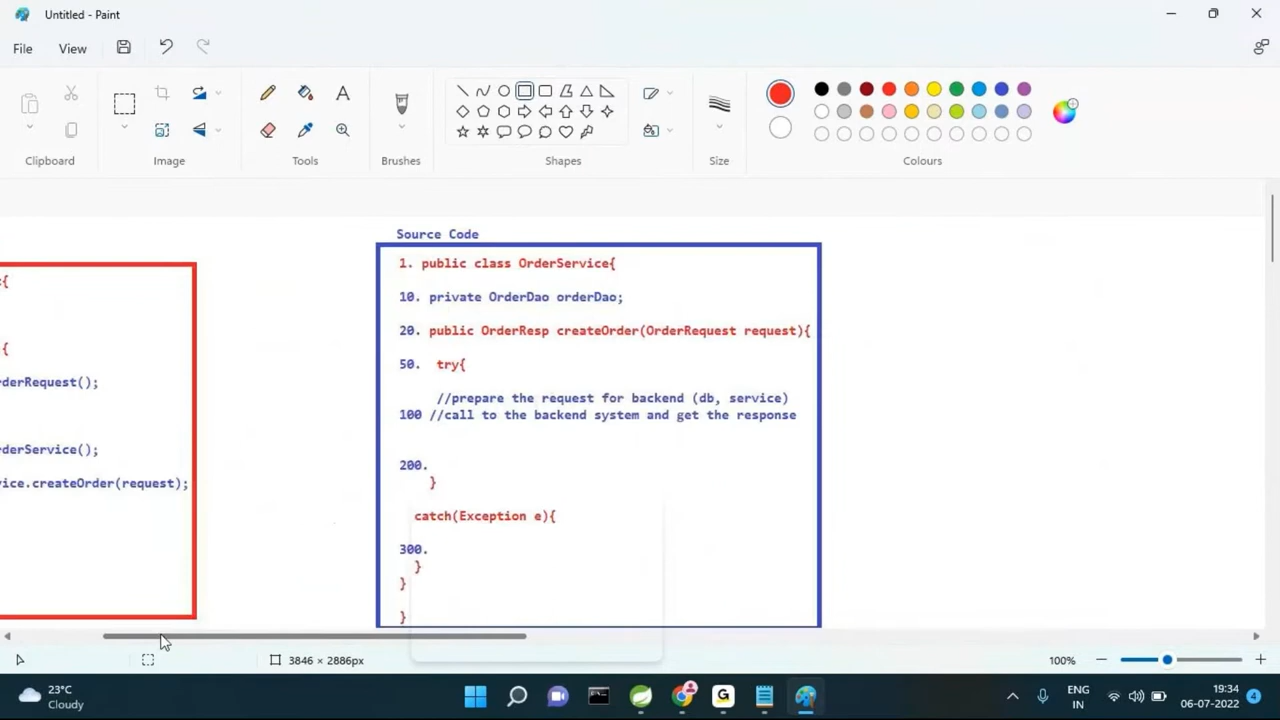 Untitled - Paint
File
View
Clipboard
Image
Tools
Brushes
Shapes
Size
Colours
Source Code
:{
{
rderRequest();
rderService();
vice.createOrder(request);
1. public class OrderService{
10. private OrderDao orderDao;
20. public OrderResp createOrder(OrderRequest request){
50. try{
//prepare the request for backend (db, service)
100 //call to the backend system and get the response
200.
}
catch(Exception e){
300.
}
}
}
3846 × 2886px
100%
23°C
Cloudy
ENG
IN
19:34
06-07-2022
4